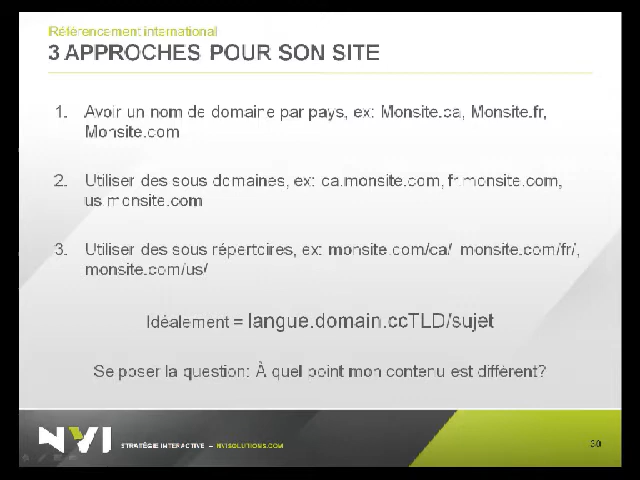 Référencement international
3 APPROCHES POUR SON SITE
1. Avoir un nom de domaine par pays, ex: Monsite.ca, Monsite.fr,
Monsite.com
2. Utiliser des sous domaines, ex: ca.monsite.com, fr.monsite.com,
us.monsite.com
3. Utiliser des sous répertoires, ex: monsite.com/ca/ monsite.com/fr/,
monsite.com/us/
Idéalement = langue.domain.ccTLD/sujet
Se poser la question: À quel point mon contenu est différent?
NVI STRATÉGIE INTERACTIVE – NVISOLUTIONS.COM
30